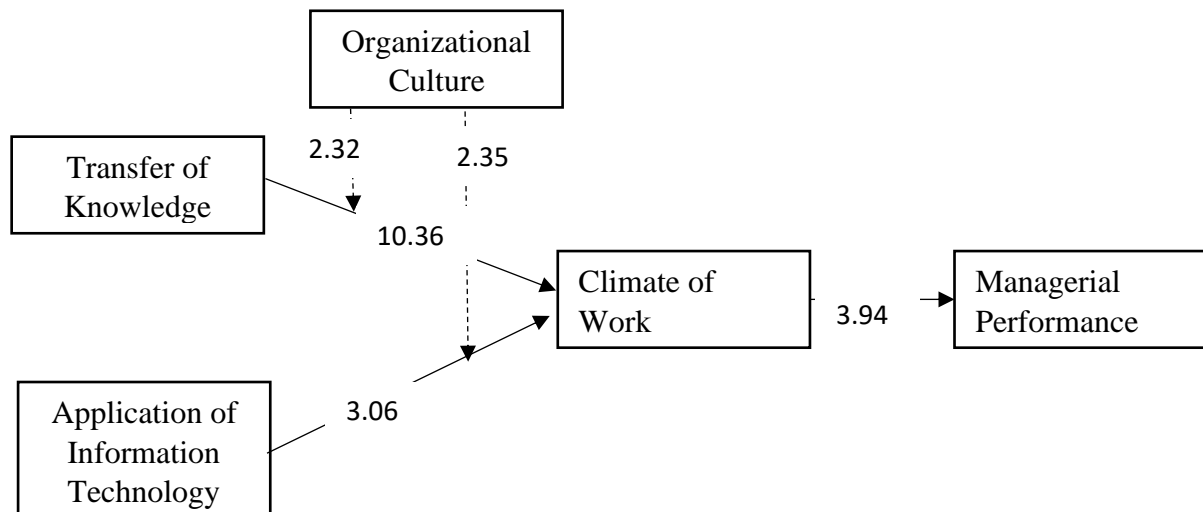 Organizational
Culture
2.32
2.35
Transfer of
Knowledge
10.36
Climate of
Work
3.94
Managerial
Performance
3.06
Application of
Information
Technology